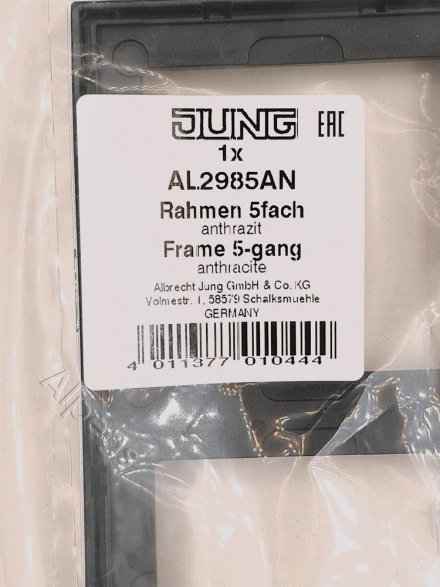 JUNG EAC
1x
AL2985AN
Rahmen 5fach
anthrazit
Frame 5-gang
anthracite
Albrecht Jung GmbH & Co. KG
Volmestr. 1, 58579 Schalksmuehle
GERMANY
4 011377 010444